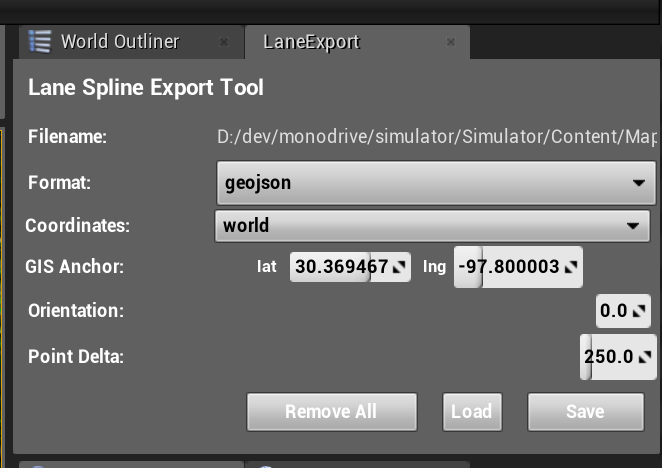 World Outliner LaneExport
Lane Spline Export Tool
Filename: D:/dev/monodrive/simulator/Simulator/Content/Map
Format: geojson
Coordinates: world
GIS Anchor: lat 30.369467 lng -97.800003
Orientation: 0.0
Point Delta: 250.0
Remove All Load Save